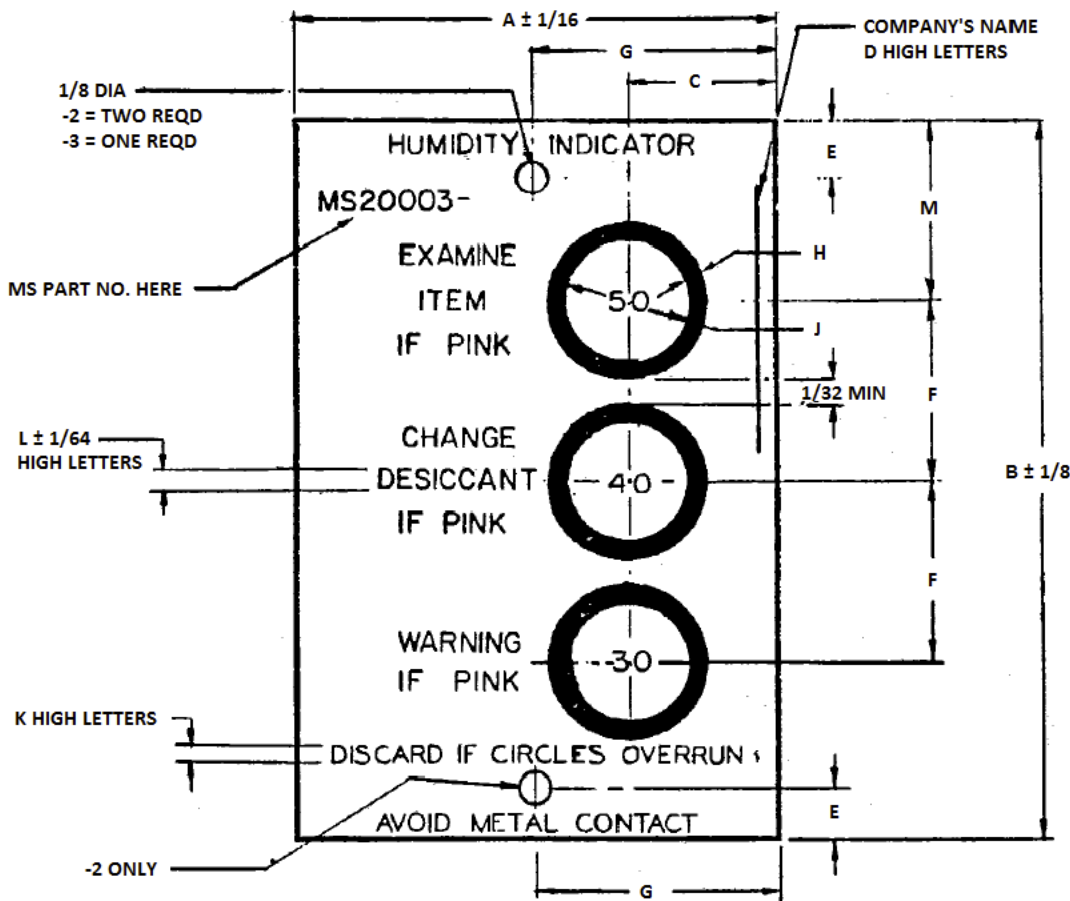 A ± 1/16
COMPANY'S NAME
D HIGH LETTERS
G
C
1/8 DIA
-2 = TWO REQD
-3 = ONE REQD
HUMIDITY INDICATOR
E
MS20003-
M
EXAMINE
ITEM
IF PINK
50
H
MS PART NO. HERE
J
F
1/32 MIN
L ± 1/64
HIGH LETTERS
CHANGE
DESICCANT
IF PINK
40
B ± 1/8
F
WARNING
IF PINK
30
K HIGH LETTERS
DISCARD IF CIRCLES OVERRUN
E
AVOID METAL CONTACT
-2 ONLY
G